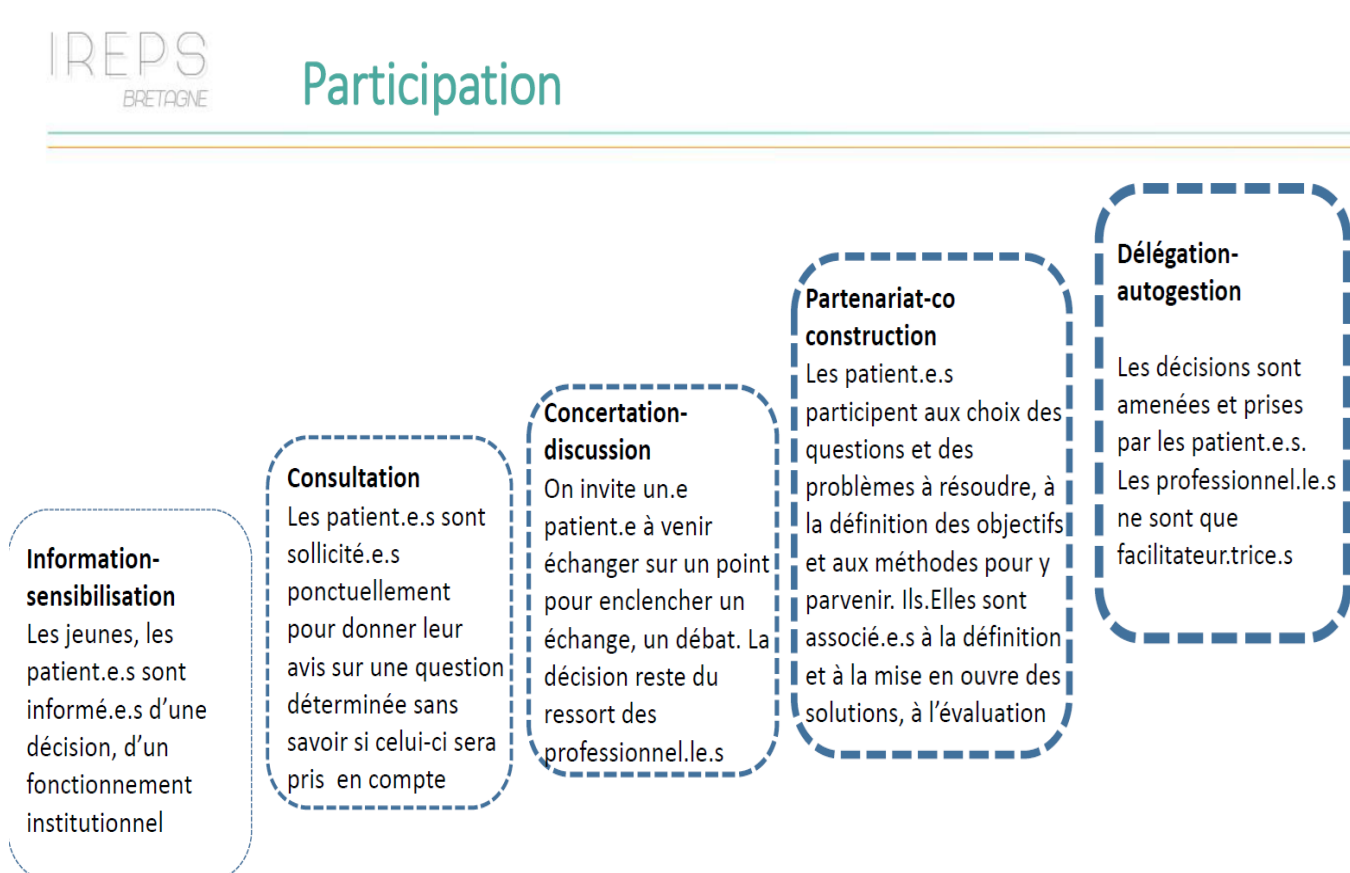 IREPS
BRETAGNE
Participation
Information-
sensibilisation
Les jeunes, les
patient.e.s sont
informé.e.s d’une
décision, d’un
fonctionnement
institutionnel
Consultation
Les patient.e.s sont
sollicité.e.s
ponctuellement
pour donner leur
avis sur une question
déterminée sans
savoir si celui-ci sera
pris en compte
Concertation-
discussion
On invite un.e
patient.e à venir
échanger sur un point
pour enclencher un
échange, un débat. La
décision reste du
ressort des
professionnel.le.s
Partenariat-co
construction
Les patient.e.s
participent aux choix des
questions et des
problèmes à résoudre, à
la définition des objectifs
et aux méthodes pour y
parvenir. Ils.Elles sont
associé.e.s à la définition
et à la mise en ouvre des
solutions, à l’évaluation
Délégation-
autogestion
Les décisions sont
amenées et prises
par les patient.e.s.
Les professionnel.le.s
ne sont que
facilitateur.trice.s